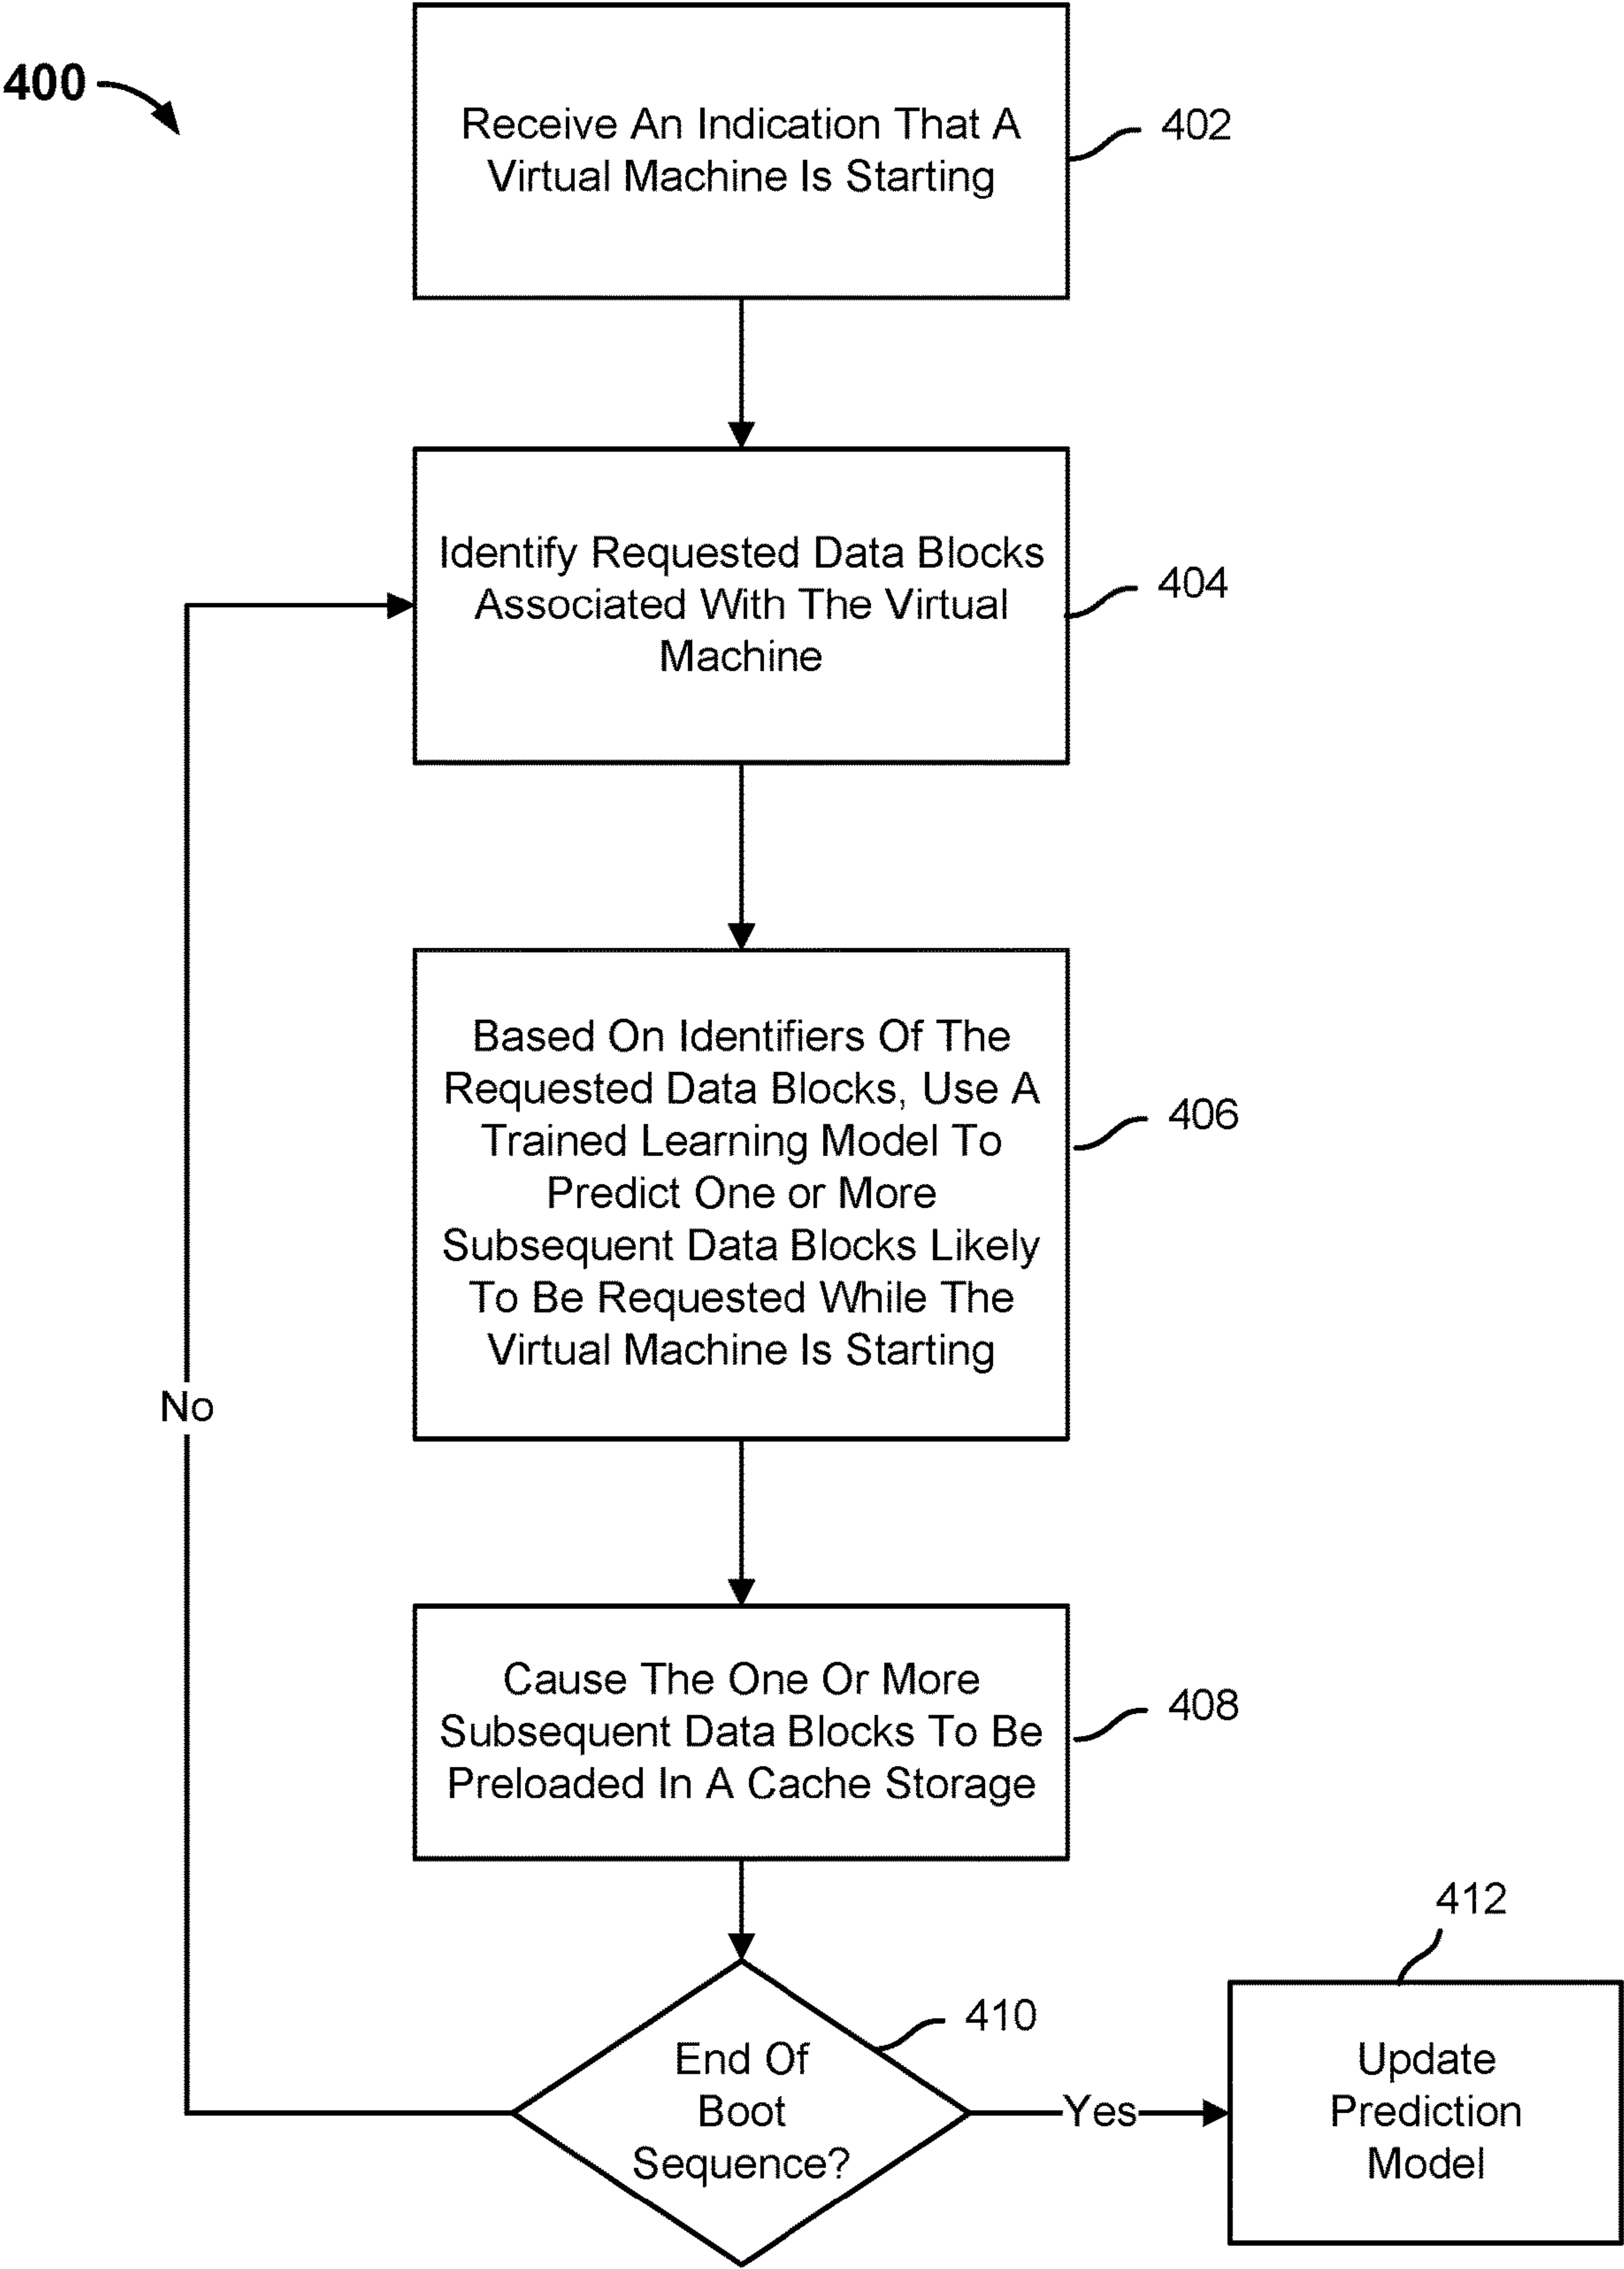 400
Receive An Indication That A
Virtual Machine Is Starting
402
Identify Requested Data Blocks
Associated With The Virtual
Machine
404
Based On Identifiers Of The
Requested Data Blocks, Use A
Trained Learning Model To
Predict One or More
Subsequent Data Blocks Likely
To Be Requested While The
Virtual Machine Is Starting
406
No
Cause The One Or More
Subsequent Data Blocks To Be
Preloaded In A Cache Storage
408
End Of
Boot
Sequence?
410
Yes
412
Update
Prediction
Model